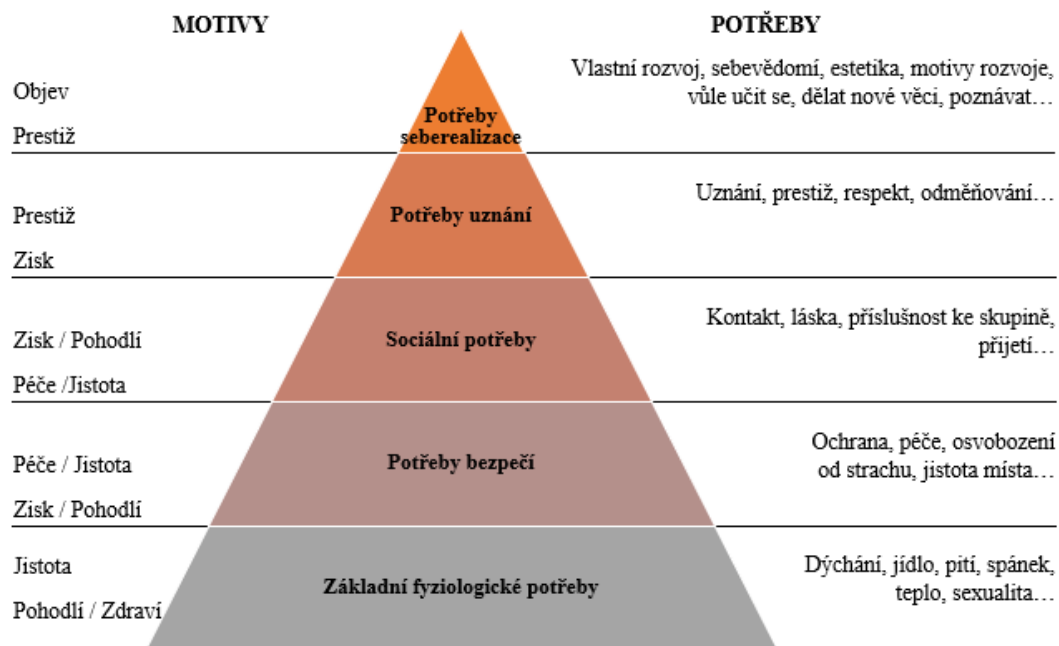 MOTIVY
POTŘEBY
Objev
Prestiž
Potřeby
seberealizace
Vlastní rozvoj, sebevědomí, estetika, motivy rozvoje,
vůle učit se, dělat nové věci, poznávat…
Prestiž
Zisk
Potřeby uznání
Uznání, prestiž, respekt, odměňování…
Zisk / Pohodlí
Péče /Jistota
Sociální potřeby
Kontakt, láska, příslušnost ke skupině,
přijetí…
Péče / Jistota
Zisk / Pohodlí
Potřeby bezpečí
Ochrana, péče, osvobození
od strachu, jistota místa…
Jistota
Pohodlí / Zdraví
Základní fyziologické potřeby
Dýchání, jídlo, pití, spánek,
teplo, sexualita…